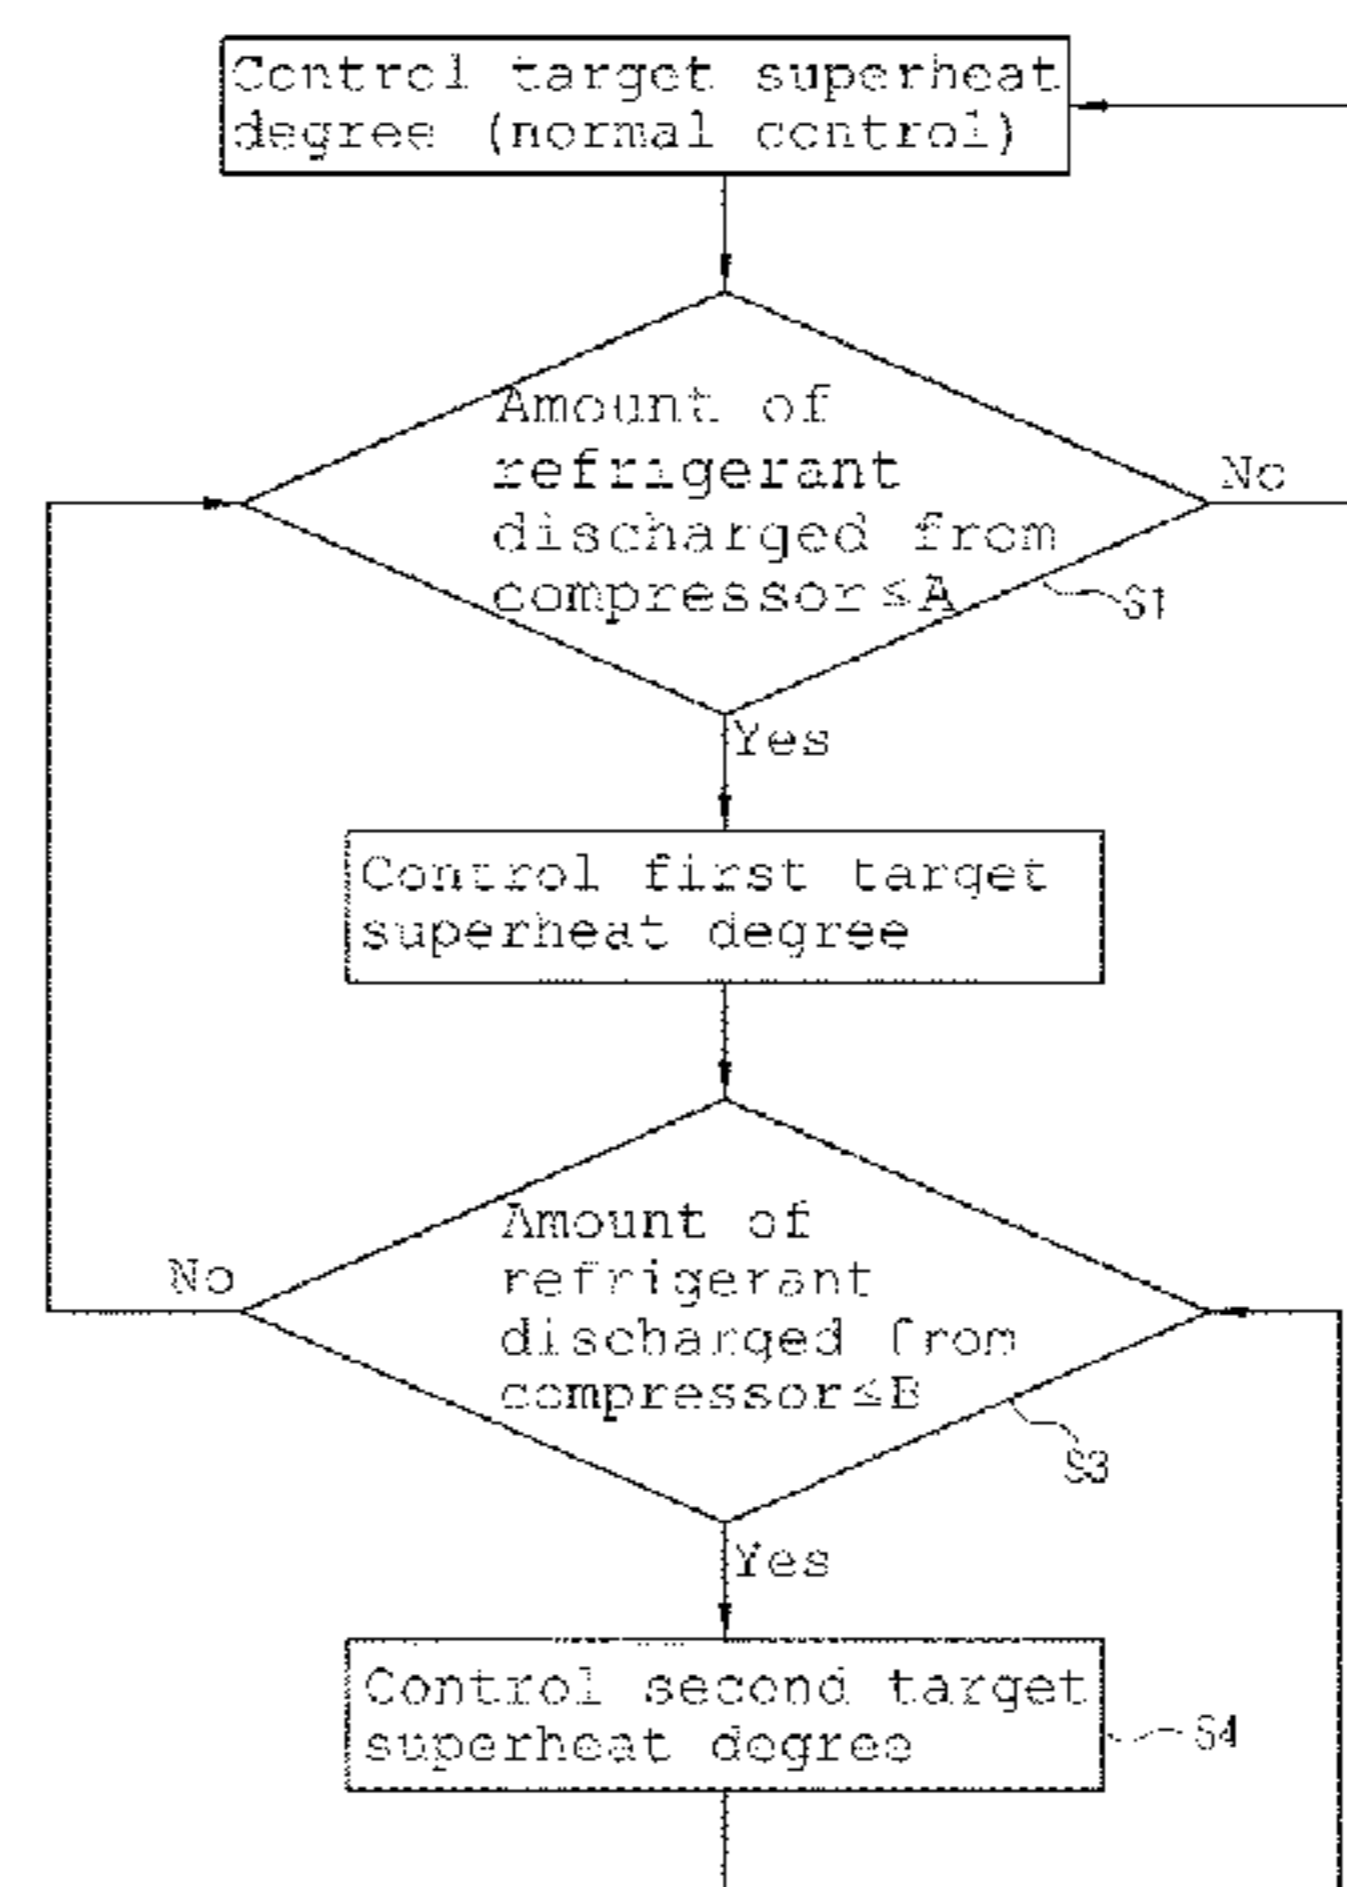 Control target superheat
degree (normal control)
Amount of
refrigerant
discharged from
compressor≤A
No
S1
Yes
Control first target
superheat degree
Amount of
refrigerant
discharged from
compressor≤B
No
S3
Yes
Control second target
superheat degree
S4